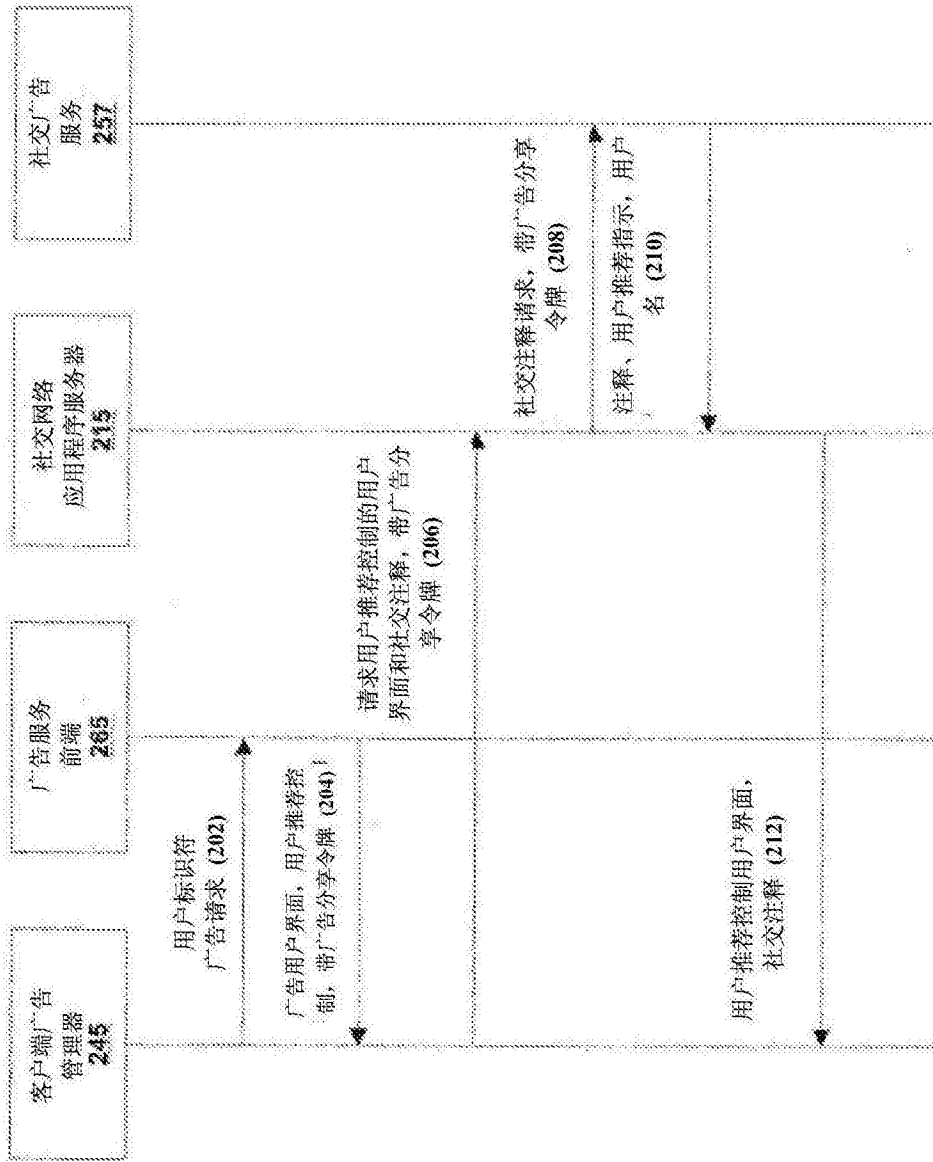 客户端广告
管理器
245
广告服务
前端
265
社交网络
应用程序服务器
215
社交广告
服务
257
用户标识符
广告请求 (202)
广告用户界面，用户推荐控
制，带广告分享令牌 (204)
请求用户推荐控制的用户
界面和社交注释，带广告分
享令牌 (206)
社交注释请求，带广告分享
令牌 (208)
注释、用户推荐指示，用户
名 (210)
用户推荐控制用户界面，
社交注释 (212)